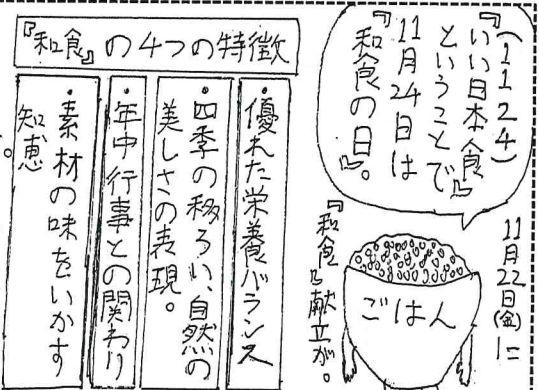 (1124)
『いい日本食』
ということで
11月24日は
『和食の日』。
11月22日(金)に
『和食』献立が。
ごはん
『和食』の4つの特徴
・優れた栄養バランス
・四季の移ろい、自然の
美しさの表現。
・年中行事との関わり
・素材の味をいかす
知恵
。